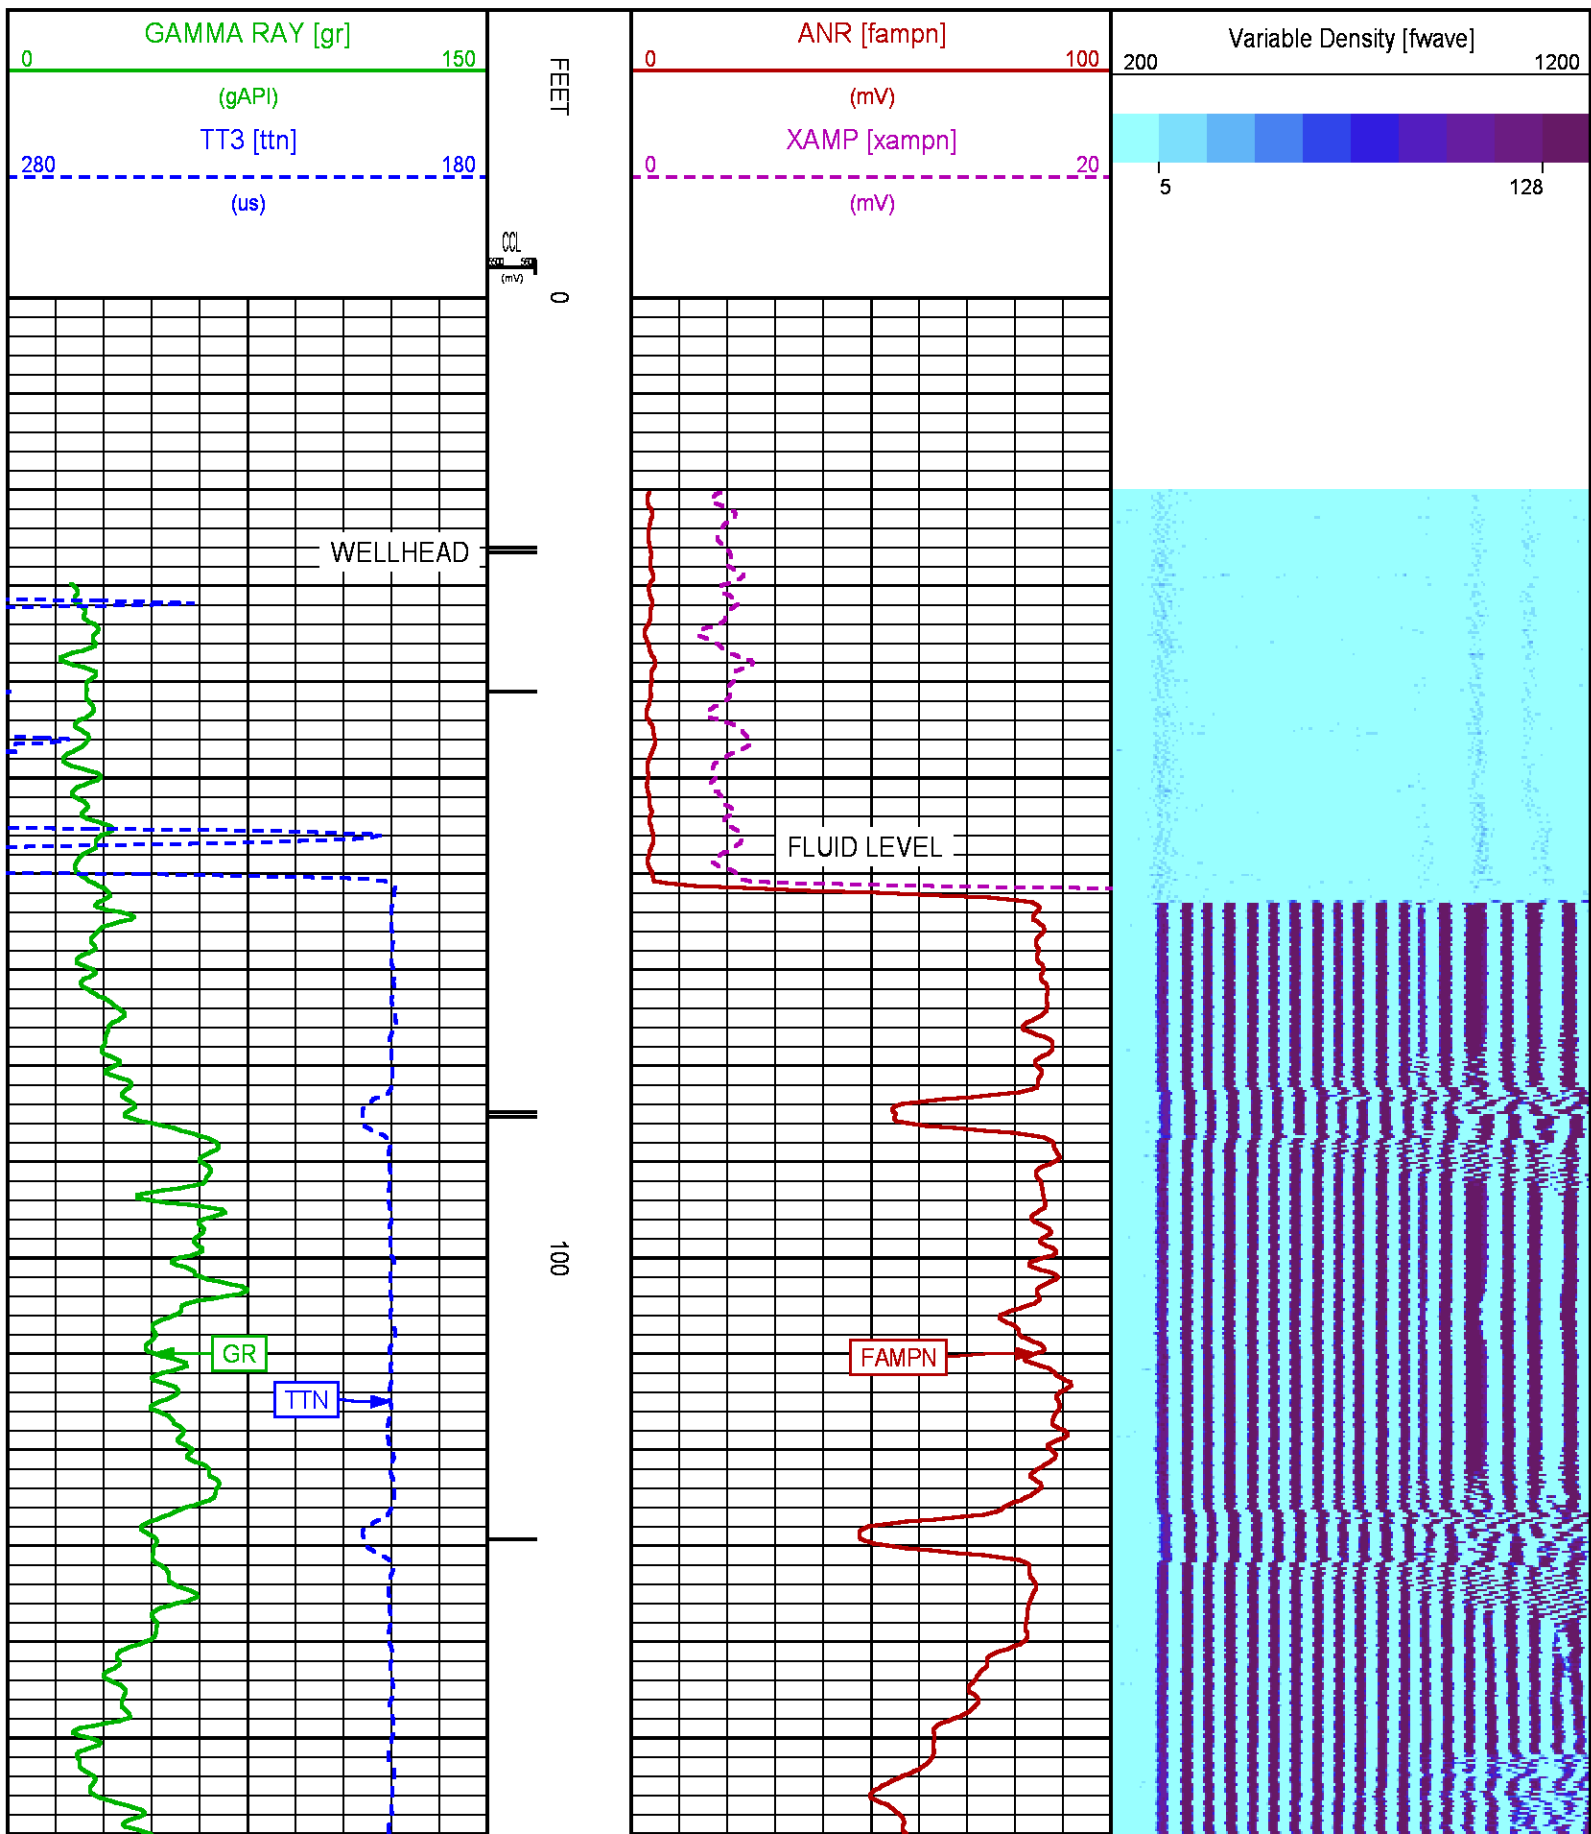 GAMMA RAY [gr]
0 150
(gAPI)
TT3 [ttn]
280 180
(us)
CCL
(mV)
FEET
0
ANR [fampn]
0 100
(mV)
XAMP [xampn]
0 20
(mV)
Variable Density [fwave]
200 1200
5 128
WELLHEAD
FLUID LEVEL
100
GR
TTN
FAMPN